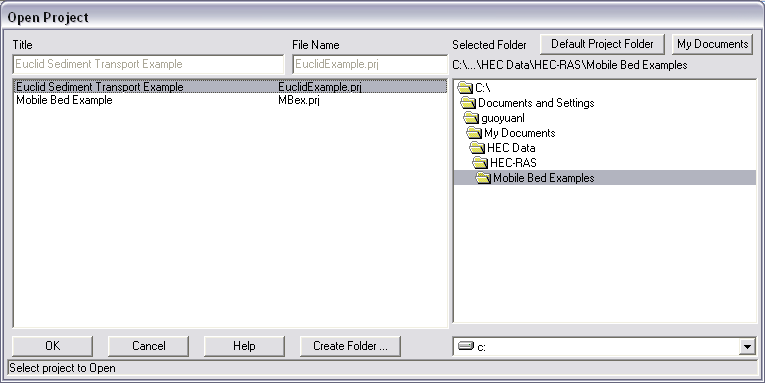 Open Project
Title File Name Selected Folder Default Project Folder My Documents
Euclid Sediment Transport Example EuclidExample.prj C:\...\HEC Data\HEC-RAS\Mobile Bed Examples
Euclid Sediment Transport Example EuclidExample.prj
Mobile Bed Example MBex.prj
C:\
Documents and Settings
guoyuanl
My Documents
HEC Data
HEC-RAS
Mobile Bed Examples
OK Cancel Help Create Folder ... c:
Select project to Open